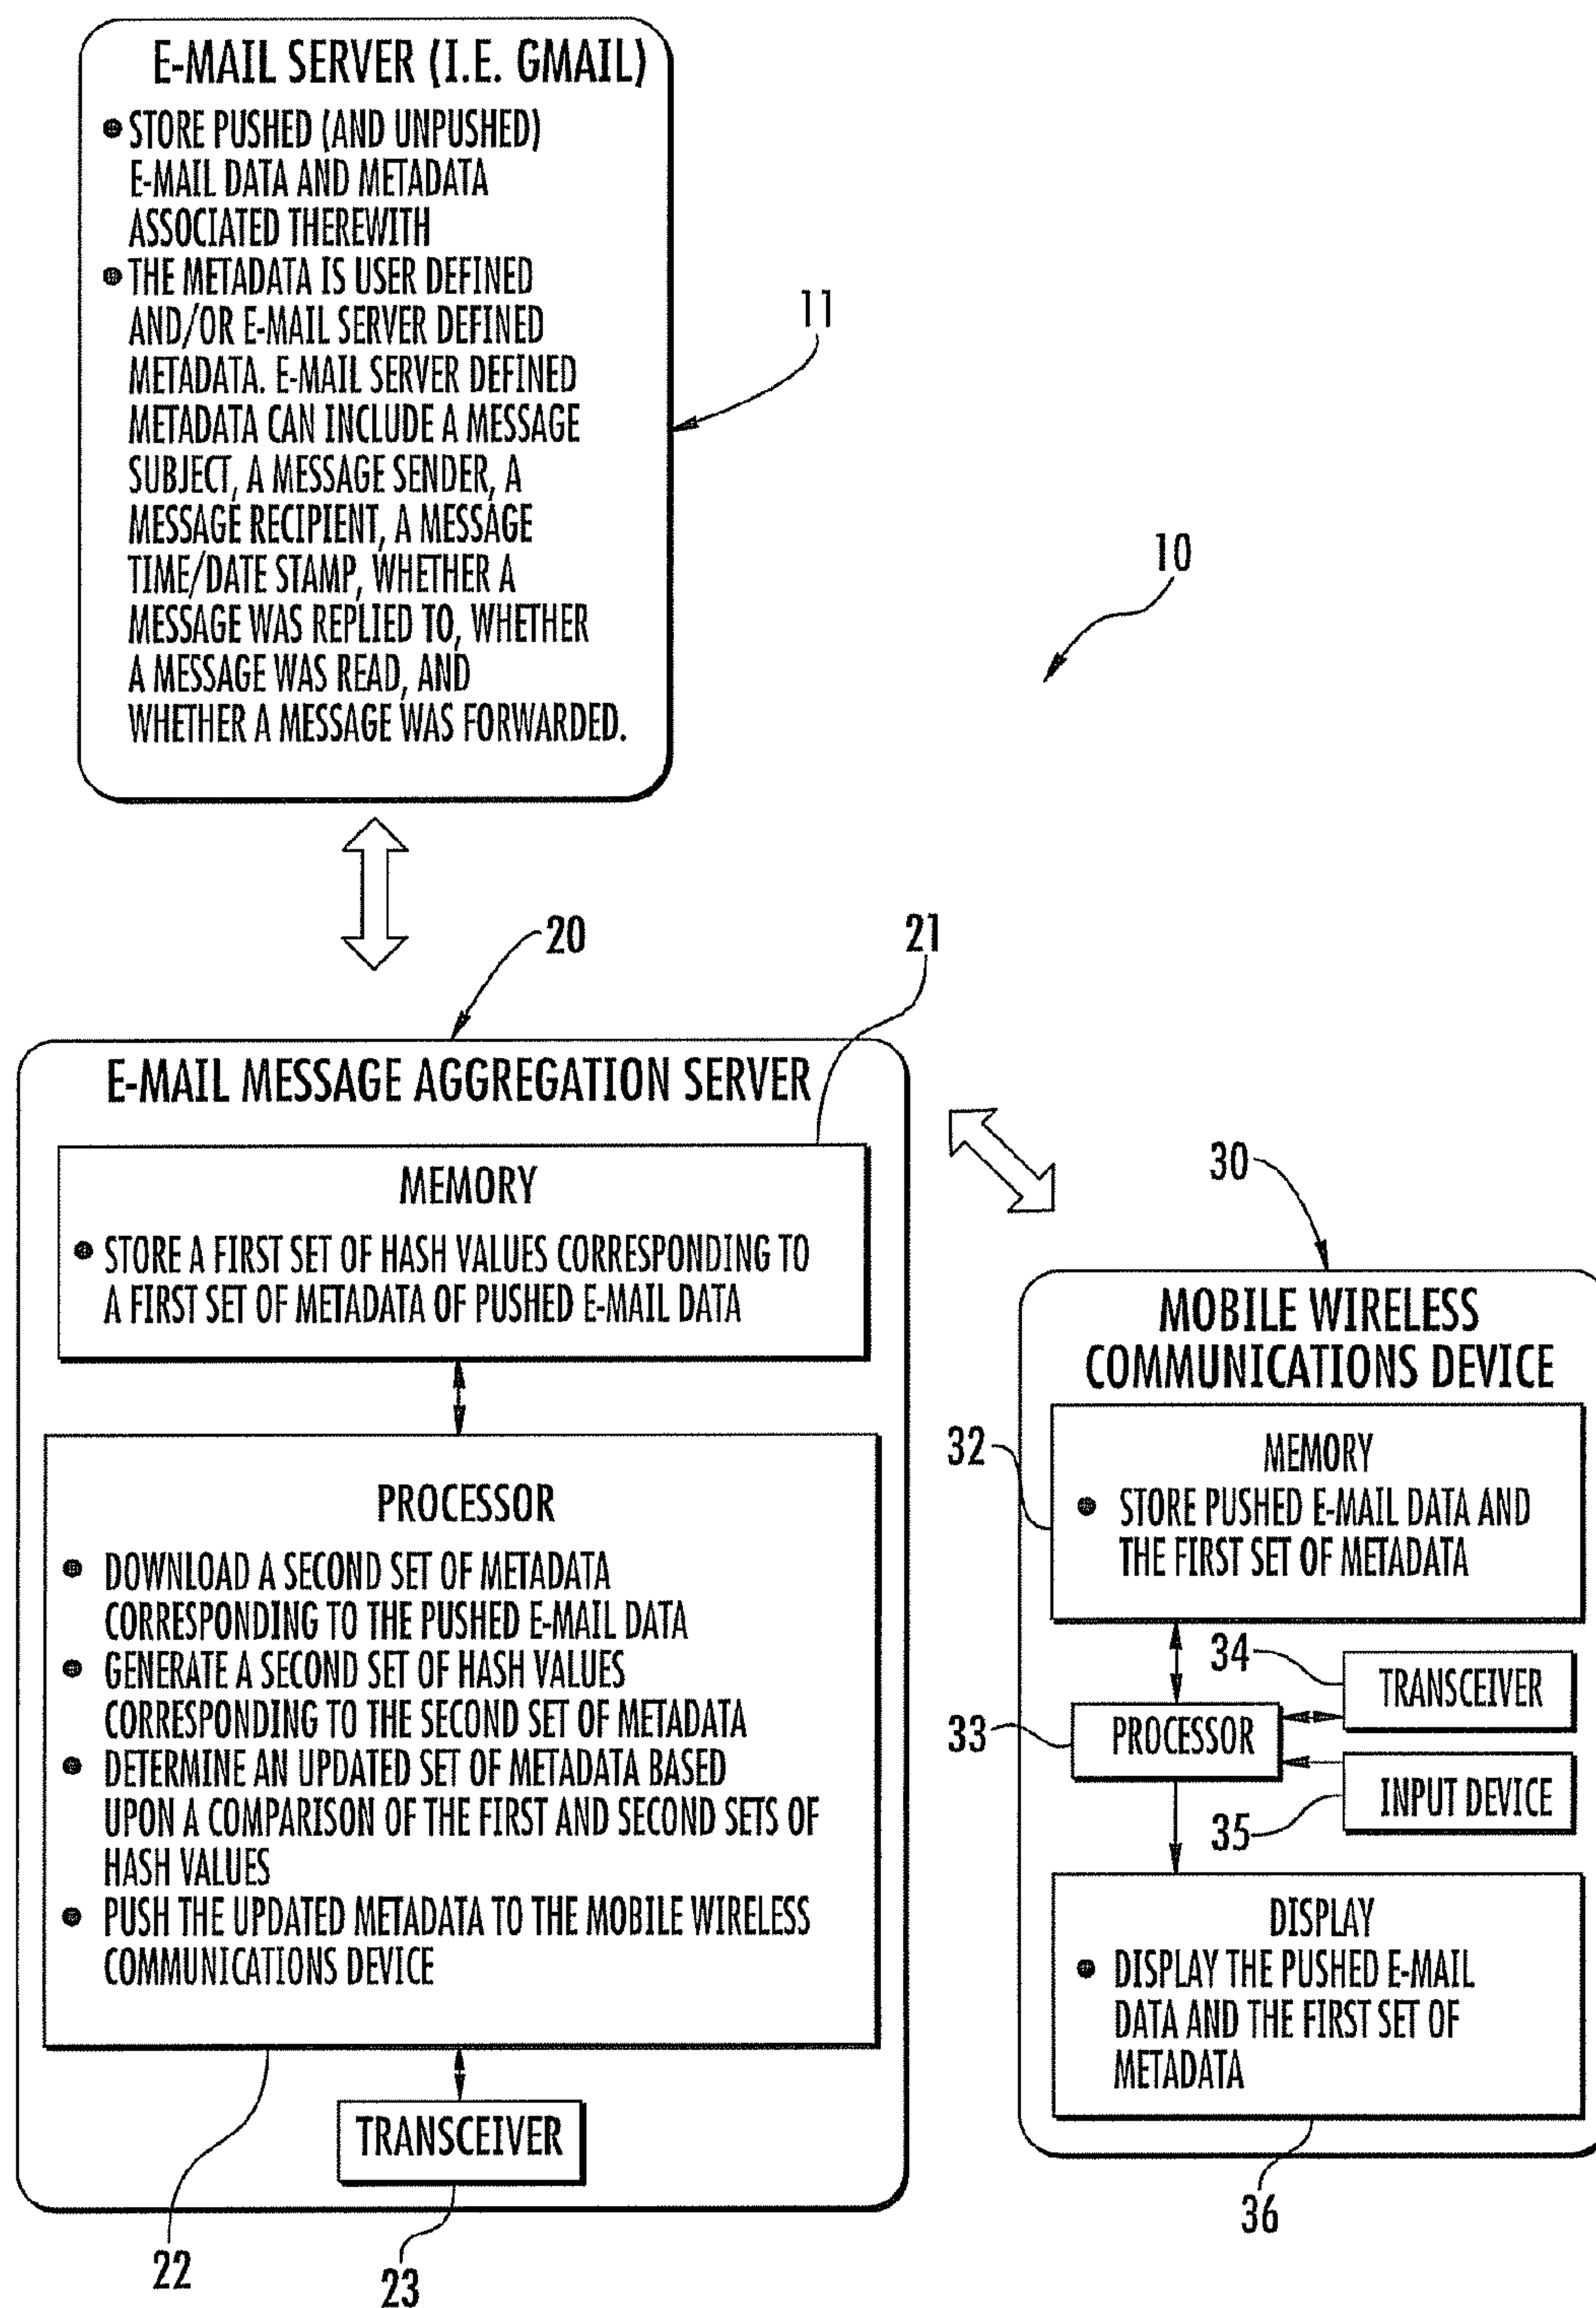 E-MAIL SERVER (I.E. GMAIL)
• STORE PUSHED (AND UNPUSHED)
E-MAIL DATA AND METADATA
ASSOCIATED THEREWITH
• THE METADATA IS USER DEFINED
AND/OR E-MAIL SERVER DEFINED
METADATA. E-MAIL SERVER DEFINED
METADATA CAN INCLUDE A MESSAGE
SUBJECT, A MESSAGE SENDER, A
MESSAGE RECIPIENT, A MESSAGE
TIME/DATE STAMP, WHETHER A
MESSAGE WAS REPLIED TO, WHETHER
A MESSAGE WAS READ, AND
WHETHER A MESSAGE WAS FORWARDED.
11
10
20
21
E-MAIL MESSAGE AGGREGATION SERVER
MEMORY
• STORE A FIRST SET OF HASH VALUES CORRESPONDING TO
A FIRST SET OF METADATA OF PUSHED E-MAIL DATA
PROCESSOR
• DOWNLOAD A SECOND SET OF METADATA
CORRESPONDING TO THE PUSHED E-MAIL DATA
• GENERATE A SECOND SET OF HASH VALUES
CORRESPONDING TO THE SECOND SET OF METADATA
• DETERMINE AN UPDATED SET OF METADATA BASED
UPON A COMPARISON OF THE FIRST AND SECOND SETS OF
HASH VALUES
• PUSH THE UPDATED METADATA TO THE MOBILE WIRELESS
COMMUNICATIONS DEVICE
TRANSCEIVER
22
23
30
MOBILE WIRELESS
COMMUNICATIONS DEVICE
32
MEMORY
• STORE PUSHED E-MAIL DATA AND
THE FIRST SET OF METADATA
34
TRANSCEIVER
33
PROCESSOR
35
INPUT DEVICE
DISPLAY
• DISPLAY THE PUSHED E-MAIL
DATA AND THE FIRST SET OF
METADATA
36